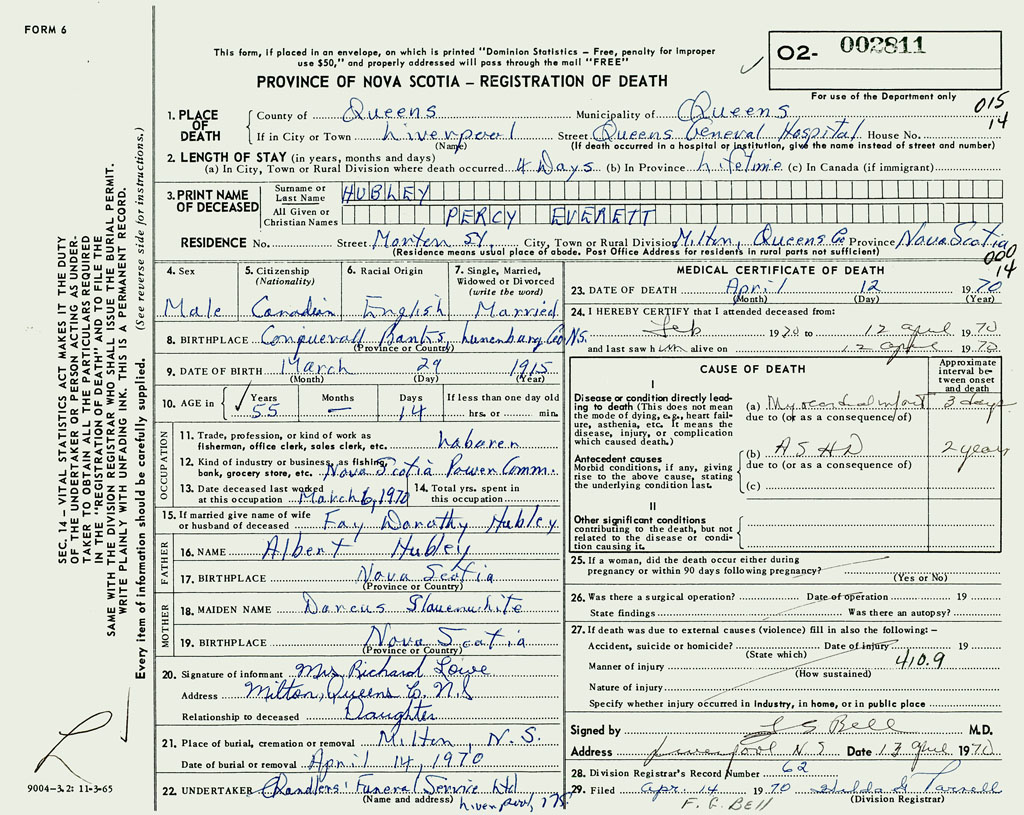 FORM 6
This form, if placed in an envelope, on which is printed "Dominion Statistics – Free, penalty for improper
use $50," and properly addressed will pass through the mail "FREE"
PROVINCE OF NOVA SCOTIA – REGISTRATION OF DEATH
O2- 002811
For use of the Department only
015
14
1. PLACE OF DEATH
County of Queens Municipality of Queens
If in City or Town Liverpool Street Queens General Hospital House No.
(Name) (If death occurred in a hospital or institution, give the name instead of street and number)
2. LENGTH OF STAY (in years, months and days)
(a) In City, Town or Rural Division where death occurred 4 Days (b) In Province Lifetime (c) In Canada (if immigrant)
3. PRINT NAME OF DECEASED
Surname or Last Name HUBLEY
All Given or Christian Names PERCY EVERETT
RESIDENCE No. Street Morten St. City, Town or Rural Division Milton, Queens Co Province Nova Scotia
(Residence means usual place of abode. Post Office Address for residents in rural parts not sufficient)
000
14
4. Sex
Male
5. Citizenship
(Nationality)
Canadian
6. Racial Origin
English
7. Single, Married,
Widowed or Divorced
(write the word)
Married
8. BIRTHPLACE Conquerall Banks, Lunenburg Co N.S.
(Province or Country)
9. DATE OF BIRTH March 29 1915
(Month) (Day) (Year)
10. AGE in
Years Months Days If less than one day old
55 – 14 hrs. or min.
OCCUPATION
11. Trade, profession, or kind of work as
fisherman, office clerk, sales clerk, etc. Labarer
12. Kind of industry or business, as fishing,
bank, grocery store, etc. Nova Scotia Power Comm.
13. Date deceased last worked
at this occupation March 6, 1970
14. Total yrs. spent in
this occupation
15. If married give name of wife
or husband of deceased Fay Dorothy Hubley
FATHER
16. NAME Albert Hubley
17. BIRTHPLACE Nova Scotia
(Province or Country)
MOTHER
18. MAIDEN NAME Dorcus Slauenwhite
19. BIRTHPLACE Nova Scotia
(Province or Country)
20. Signature of informant Mrs Richard Lowe
Address Milton, Queens Co. N.S
Relationship to deceased Daughter
21. Place of burial, cremation or removal Milton, N.S.
Date of burial or removal April 14, 1970
22. UNDERTAKER Chandlers' Funeral Service Ltd
(Name and address) Liverpool, N.S.
MEDICAL CERTIFICATE OF DEATH
23. DATE OF DEATH April 12 1970
(Month) (Day) (Year)
24. I HEREBY CERTIFY that I attended deceased from:
Feb 1970 to 12 april 1970
and last saw him alive on 12 april 1970
CAUSE OF DEATH
Approximate
interval be-
tween onset
and death
I
Disease or condition directly lead-
ing to death (This does not mean
the mode of dying, e.g., heart fail-
ure, asthenia, etc. It means the
disease, injury, or complication
which caused death.)
(a) Myocardial infarct 3 days
due to (or as a consequence of)
Antecedent causes
Morbid conditions, if any, giving
rise to the above cause, stating
the underlying condition last.
(b) ASHD 2 years
due to (or as a consequence of)
(c)
II
Other significant conditions
contributing to the death, but not
related to the disease or condi-
tion causing it.
25. If a woman, did the death occur either during
pregnancy or within 90 days following pregnancy?
(Yes or No)
26. Was there a surgical operation? Date of operation 19
State findings Was there an autopsy?
27. If death was due to external causes (violence) fill in also the following:–
Accident, suicide or homicide? Date of injury 19
(State which)
Manner of injury 410.9
(How sustained)
Nature of injury
Specify whether injury occurred in industry, in home, or in public place
Signed by F G Bell M.D.
Address Liverpool N S Date 13 April 1970
28. Division Registrar's Record Number 62
29. Filed Apr. 14 1970 Hilda G Parnell
F. G. BELL (Division Registrar)
SEC. 14 – VITAL STATISTICS ACT MAKES IT THE DUTY
OF THE UNDERTAKER OR PERSON ACTING AS UNDER-
TAKER TO OBTAIN ALL THE PARTICULARS REQUIRED
IN THE "REGISTRATION OF DEATH" AND TO FILE THE
SAME WITH THE DIVISION REGISTRAR WHO SHALL ISSUE THE BURIAL PERMIT.
WRITE PLAINLY WITH UNFADING INK. THIS IS A PERMANENT RECORD.
Every item of information should be carefully supplied. (See reverse side for instructions.)
9004-3.2: 11-3-65